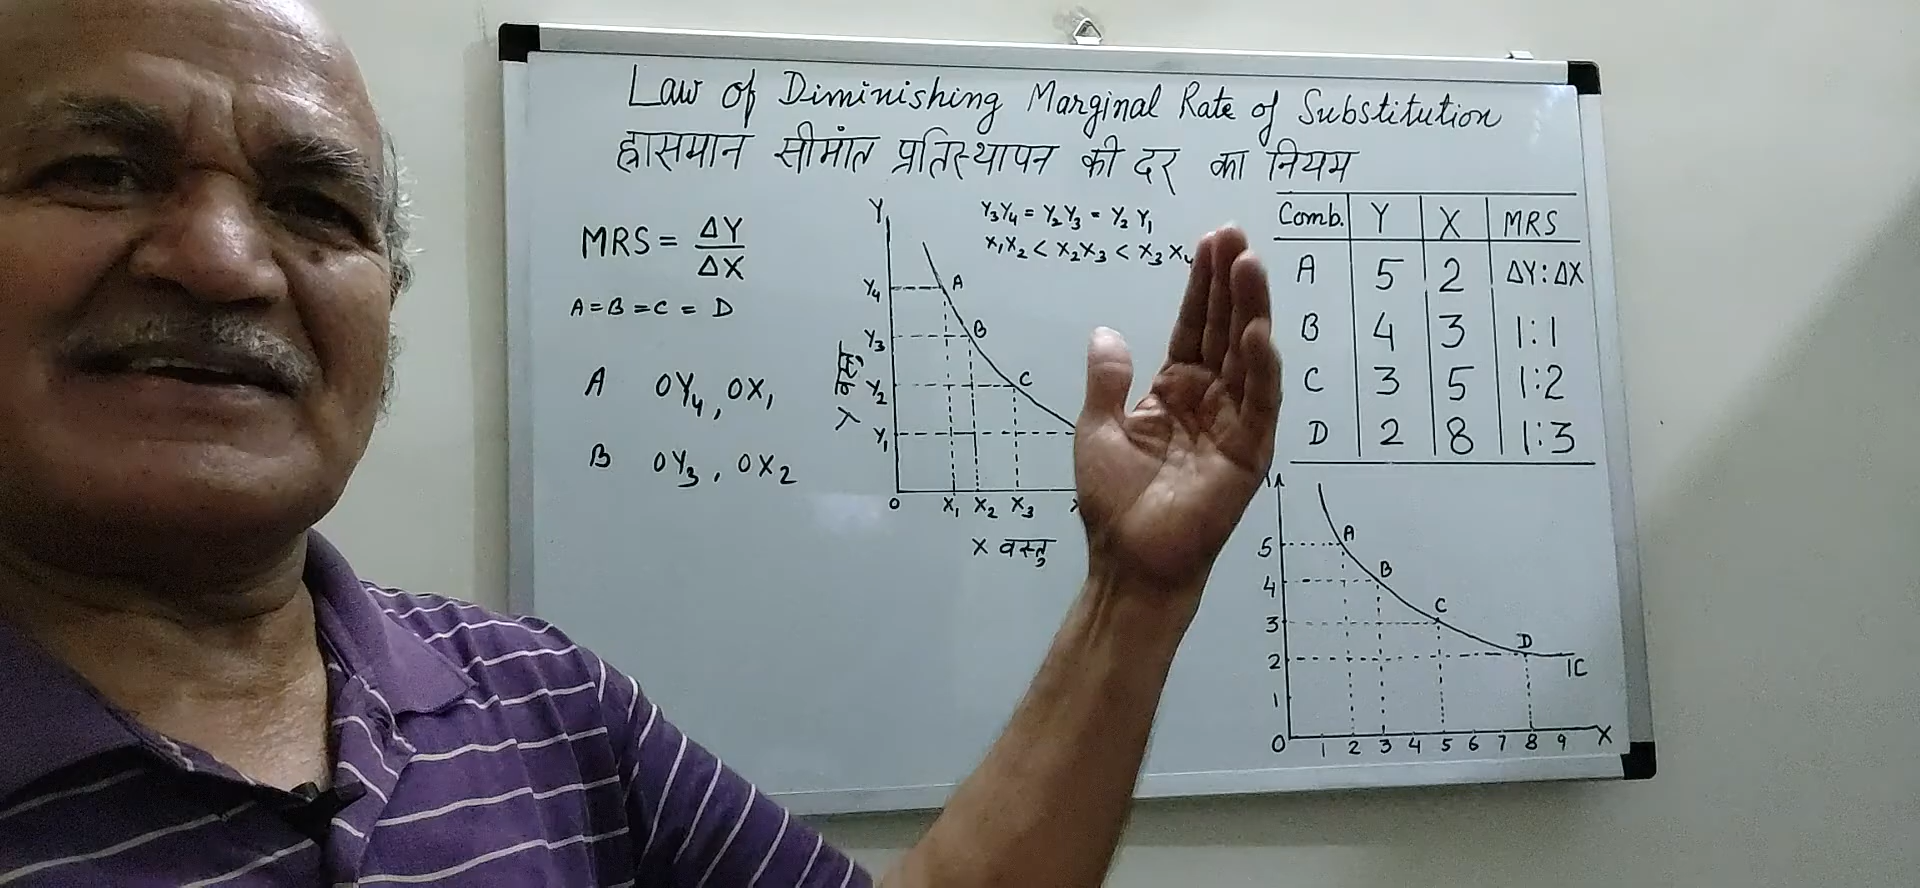 Law of Diminishing Marginal Rate of Substitution
ह्रासमान सीमांत प्रतिस्थापन की दर का नियम
MRS = ΔY/ΔX
A = B = C = D
A OY₄, OX₁
B OY₃, OX₂
Y₃Y₄ = Y₂Y₃ = Y₂Y₁
X₁X₂ < X₂X₃ < X₃X₄
Y
Y₄ A
Y₃ B
Y₂ C
Y₁
O X₁ X₂ X₃
Y
X वस्तु
Comb. Y X MRS
A 5 2 ΔY:ΔX
B 4 3 1:1
C 3 5 1:2
D 2 8 1:3
5 A
4 B
3 C
2 D
IC
1
O 1 2 3 4 5 6 7 8 9 X